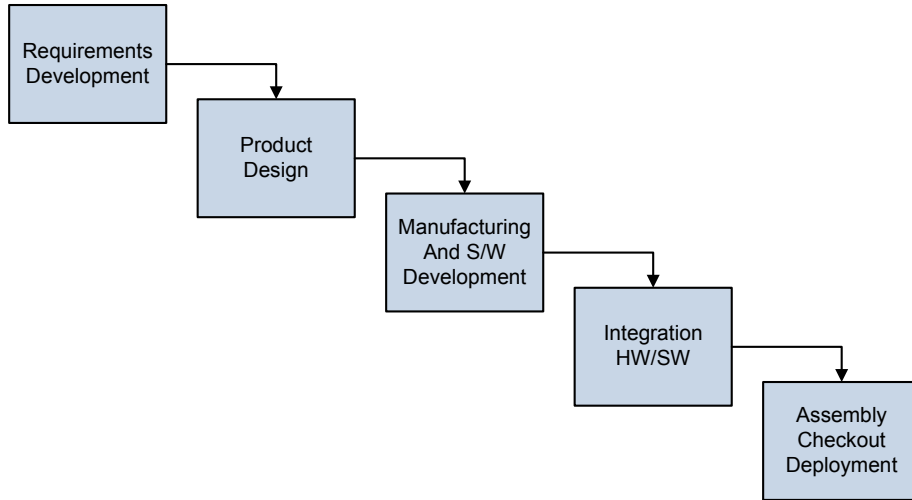 Requirements
Development
Product
Design
Manufacturing
And S/W
Development
Integration
HW/SW
Assembly
Checkout
Deployment